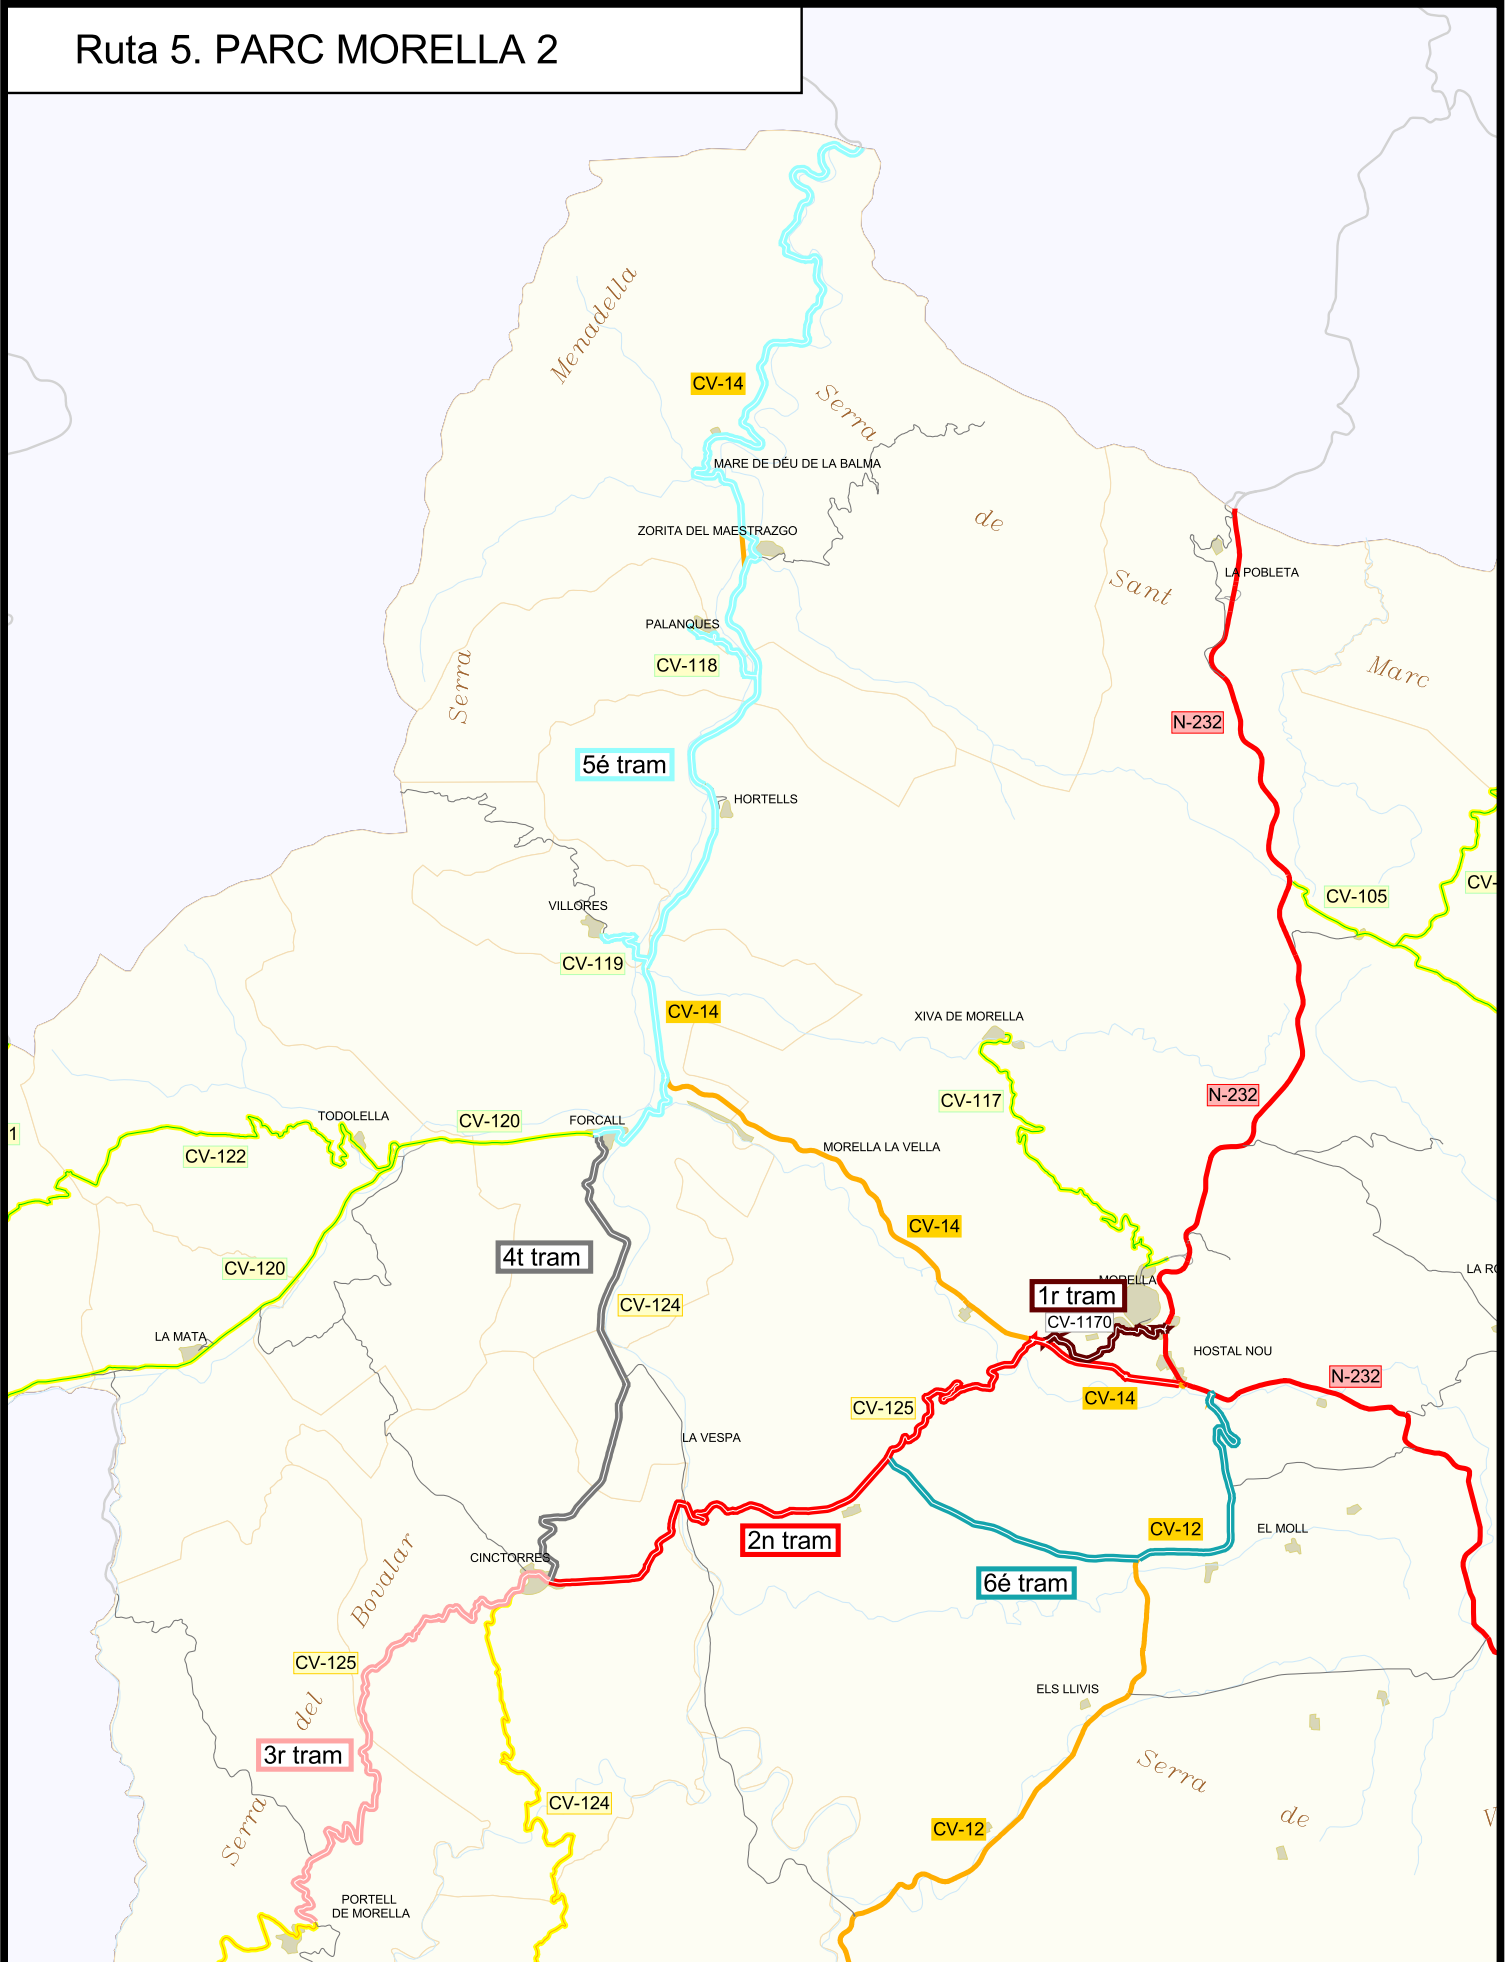 Ruta 5. PARC MORELLA 2
Menadella
CV-14
Serra
MARE DE DÉU DE LA BALMA
de
ZORITA DEL MAESTRAZGO
LA POBLETA
Sant
PALANQUES
CV-118
Serra
Marc
N-232
5é tram
HORTELLS
CV-105
CV-
VILLORES
CV-119
CV-14
XIVA DE MORELLA
N-232
CV-117
TODOLELLA
CV-120
FORCALL
1
CV-122
MORELLA LA VELLA
CV-14
4t tram
CV-120
LA RO
MORELLA
1r tram
CV-124
CV-1170
LA MATA
HOSTAL NOU
N-232
CV-14
CV-125
LA VESPA
CV-12
EL MOLL
2n tram
CINCTORRES
6é tram
Bovalar
CV-125
ELS LLIVIS
del
3r tram
Serra
CV-124
Serra
de
V
CV-12
PORTELL
DE MORELLA